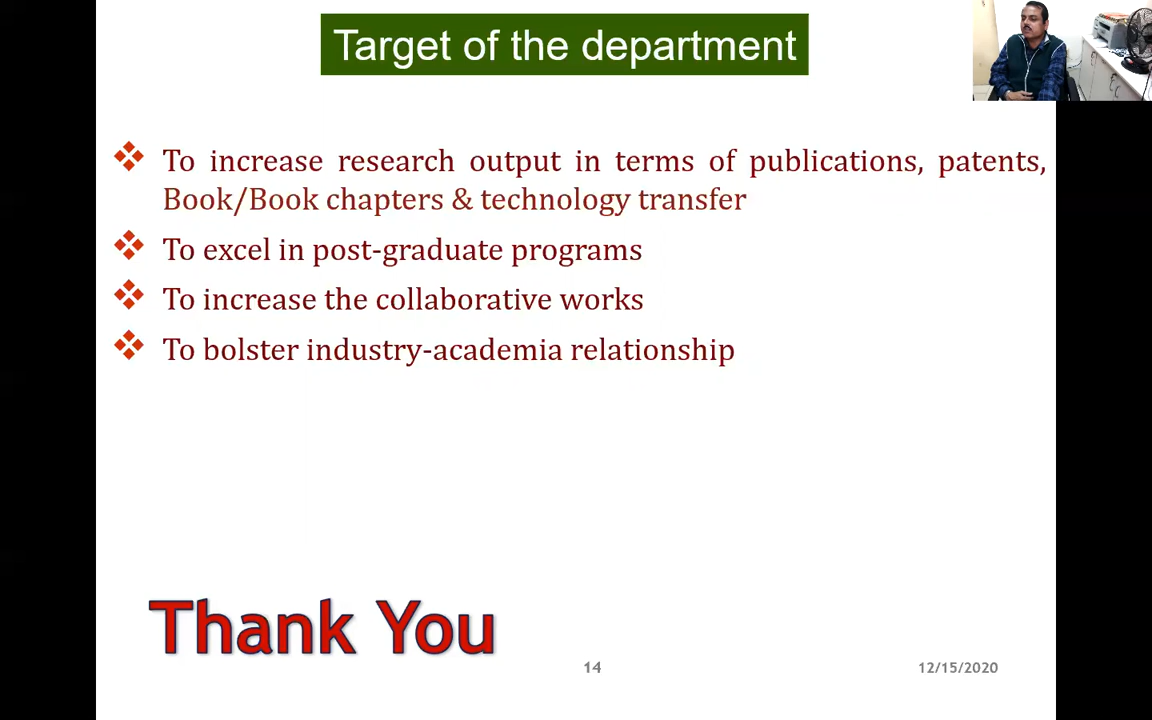 Target of the department
To increase research output in terms of publications, patents,
Book/Book chapters & technology transfer
To excel in post-graduate programs
To increase the collaborative works
To bolster industry-academia relationship
Thank You
14
12/15/2020